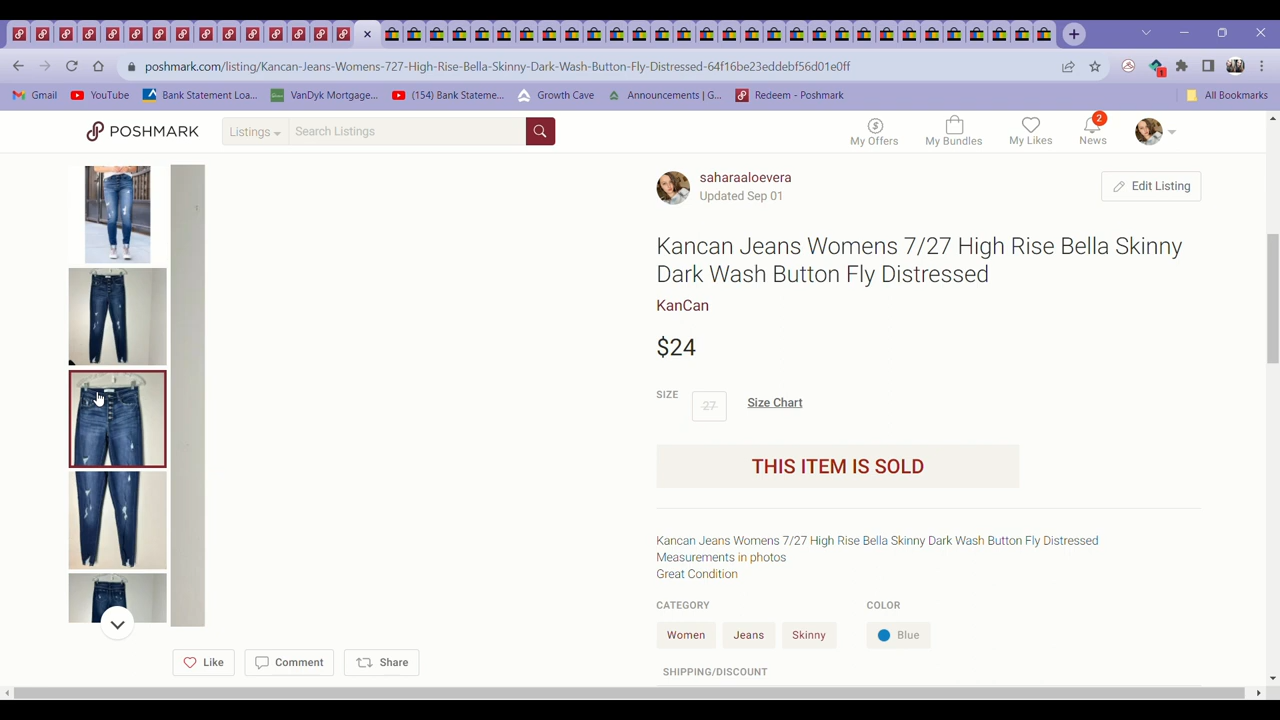 poshmark.com/listing/Kancan-Jeans-Womens-727-High-Rise-Bella-Skinny-Dark-Wash-Button-Fly-Distressed-64f16be23eddebf56d01e0ff
1
Gmail
YouTube
Bank Statement Loa...
VanDyk Mortgage...
(154) Bank Stateme...
Growth Cave
Announcements | G...
Redeem - Poshmark
All Bookmarks
POSHMARK
Listings
Search Listings
My Offers
My Bundles
My Likes
2
News
saharaaloevera
Updated Sep 01
Edit Listing
Kancan Jeans Womens 7/27 High Rise Bella Skinny
Dark Wash Button Fly Distressed
KanCan
$24
SIZE
27
Size Chart
THIS ITEM IS SOLD
Kancan Jeans Womens 7/27 High Rise Bella Skinny Dark Wash Button Fly Distressed
Measurements in photos
Great Condition
CATEGORY
COLOR
Women
Jeans
Skinny
Blue
SHIPPING/DISCOUNT
Like
Comment
Share